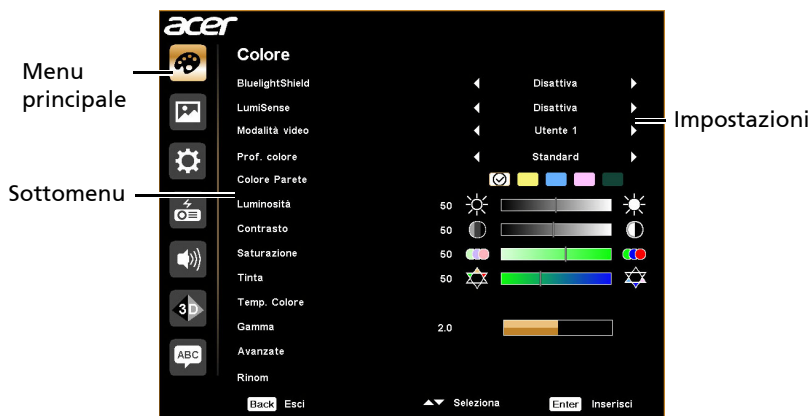 acer
Colore
Menu principale
BluelightShield Disattiva
LumiSense Disattiva
Impostazioni
Modalità video Utente 1
Prof. colore Standard
Colore Parete
Sottomenu
Luminosità 50
Contrasto 50
Saturazione 50
Tinta 50
Temp. Colore
3D
Gamma 2.0
ABC
Avanzate
Rinom
Back Esci Seleziona Enter Inserisci